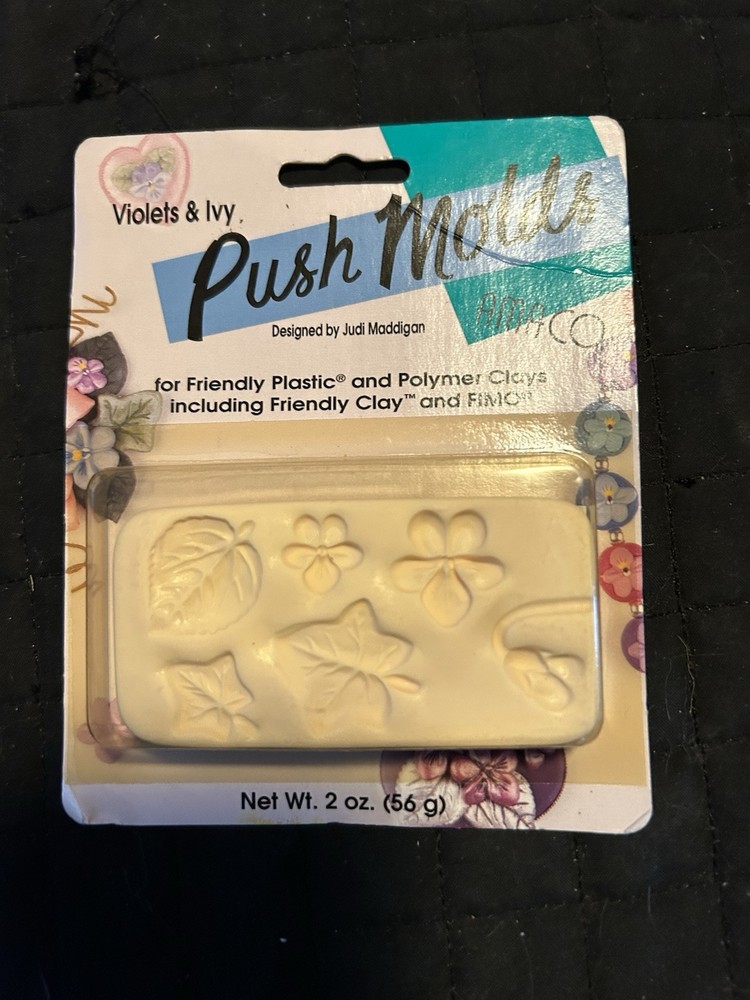 Violets & Ivy
Push Molds
Designed by Judi Maddigan
AMACO
for Friendly Plastic® and Polymer Clays
including Friendly Clay™ and FIMO®
Net Wt. 2 oz. (56 g)